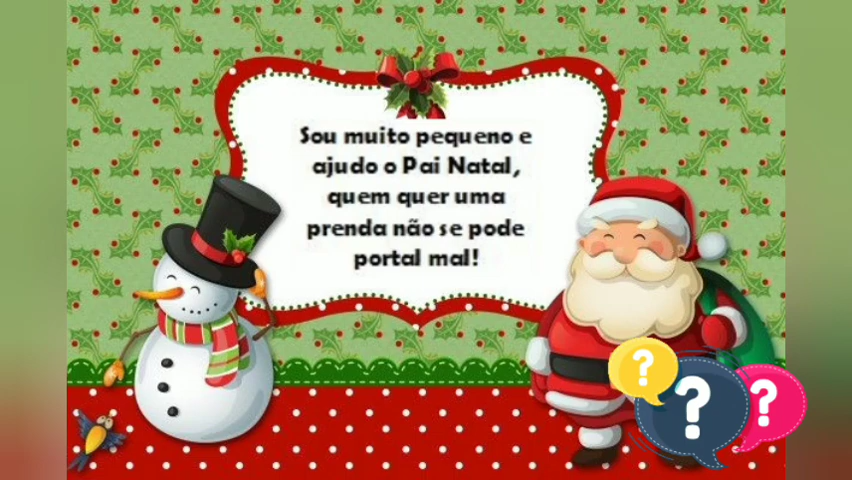 Sou muito pequeno e
ajudo o Pai Natal,
quem quer uma
prenda não se pode
portal mal!
? ? ?